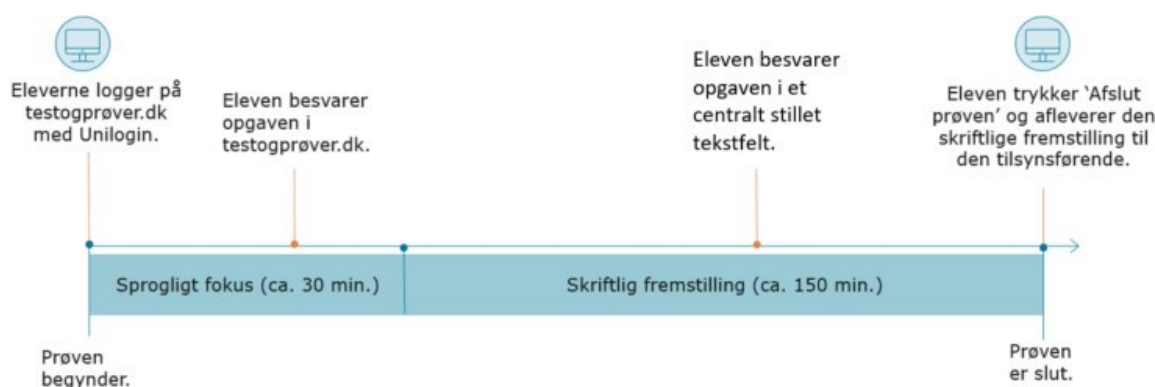 Eleverne logger på
testogprøver.dk
med Unilogin.
Eleven besvarer
opgaven i
testogprøver.dk.
Eleven besvarer
opgaven i et
centralt stillet
tekstfelt.
Eleven trykker ‘Afslut
prøven’ og afleverer den
skriftlige fremstilling til
den tilsynsførende.
Sprogligt fokus (ca. 30 min.)
Skriftlig fremstilling (ca. 150 min.)
Prøven
begynder.
Prøven
er slut.